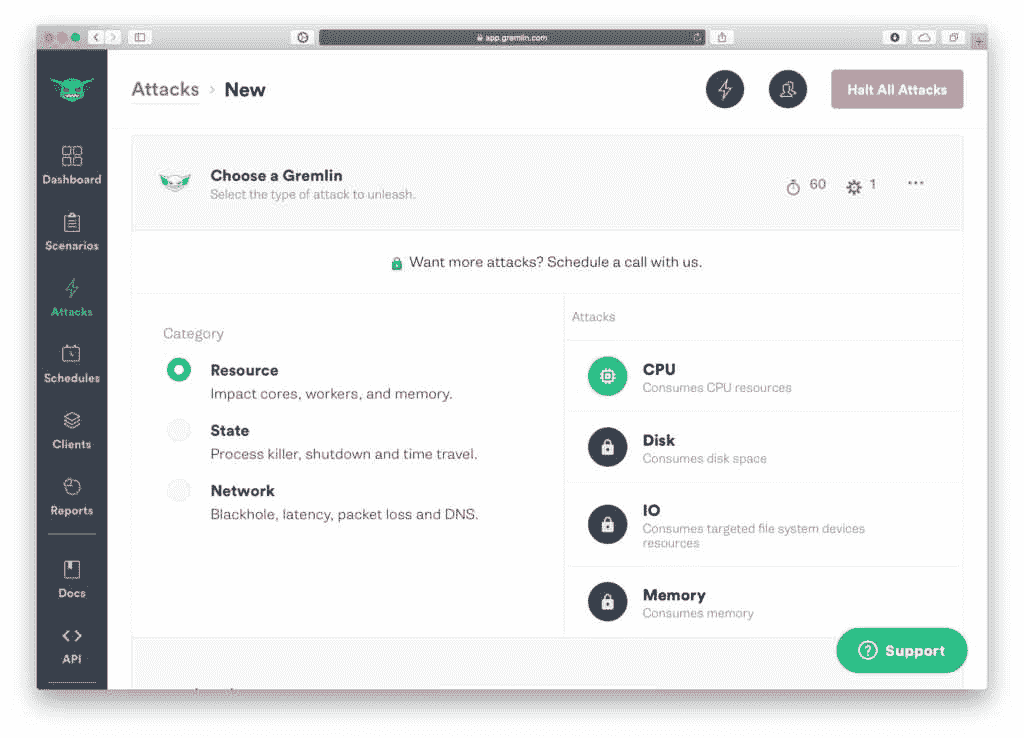 app.gremlin.com
Attacks › New
Halt All Attacks
Dashboard
Scenarios
Attacks
Schedules
Clients
Reports
Docs
API
Choose a Gremlin
Select the type of attack to unleash.
60
1
Want more attacks? Schedule a call with us.
Category
Resource
Impact cores, workers, and memory.
State
Process killer, shutdown and time travel.
Network
Blackhole, latency, packet loss and DNS.
Attacks
CPU
Consumes CPU resources
Disk
Consumes disk space
IO
Consumes targeted file system devices
resources
Memory
Consumes memory
Support